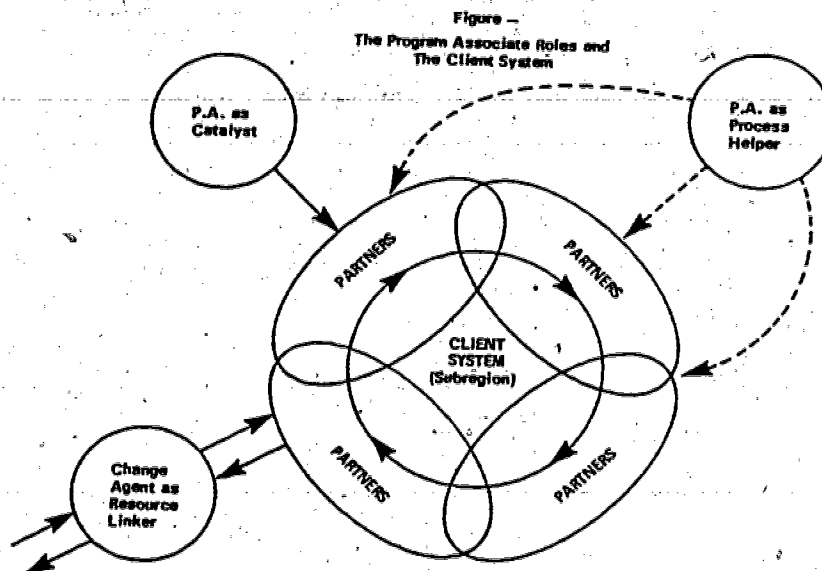 Figure —
The Program Associate Roles and
The Client System
P.A. as
Catalyst
P.A. as
Process
Helper
PARTNERS
PARTNERS
CLIENT
SYSTEM
(Subregion)
PARTNERS
PARTNERS
Change
Agent as
Resource
Linker